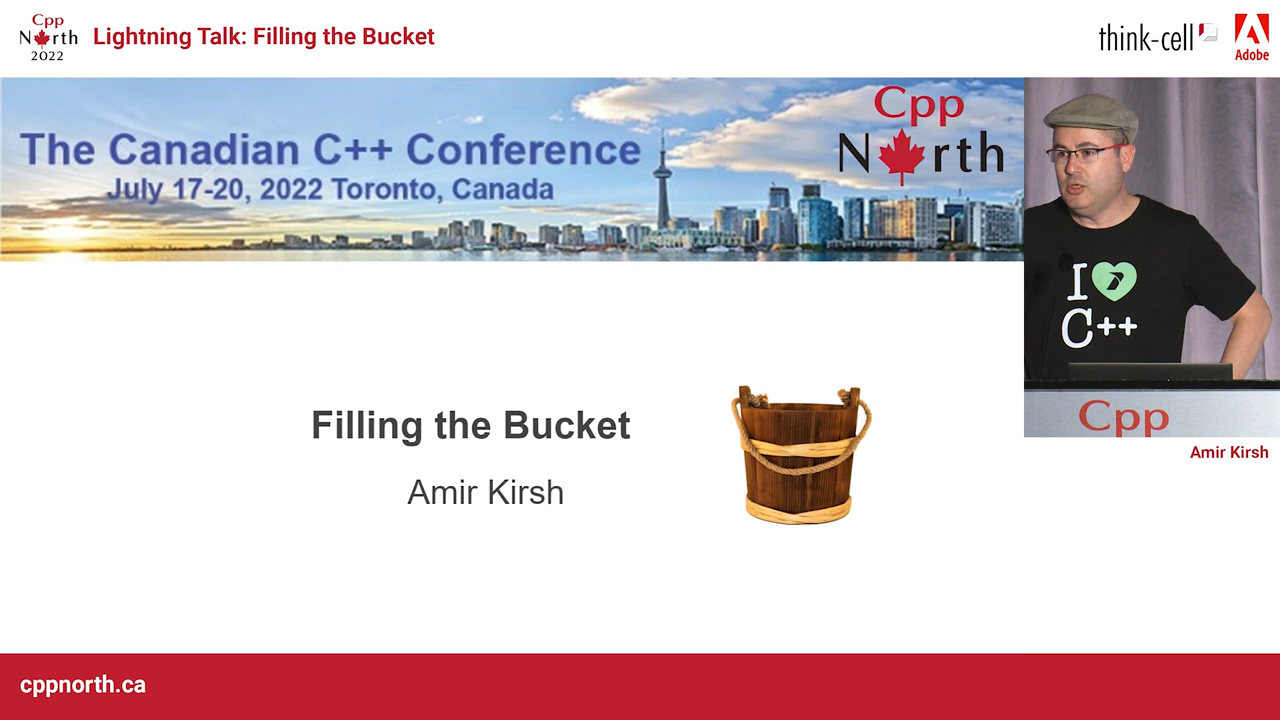 Cpp
North
2022
Lightning Talk: Filling the Bucket
think-cell
Adobe
The Canadian C++ Conference
July 17-20, 2022 Toronto, Canada
Cpp
North
I
C++
Cpp
Amir Kirsh
Filling the Bucket
Amir Kirsh
cppnorth.ca